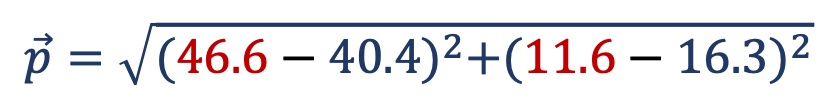 p⃗ = √(46.6 − 40.4)²+(11.6 − 16.3)²